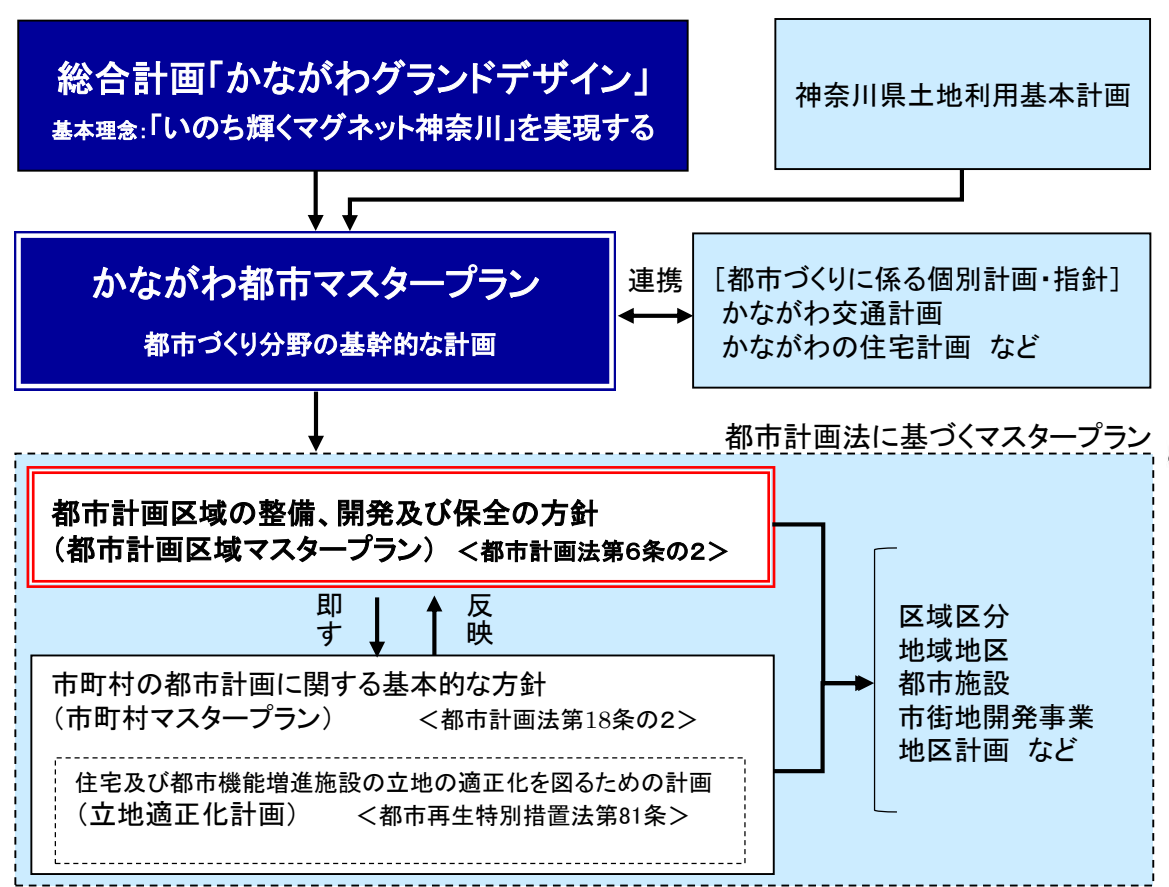 総合計画「かながわグランドデザイン」
基本理念:「いのち輝くマグネット神奈川」を実現する
神奈川県土地利用基本計画
かながわ都市マスタープラン
都市づくり分野の基幹的な計画
連携
[都市づくりに係る個別計画・指針]
かながわ交通計画
かながわの住宅計画 など
都市計画法に基づくマスタープラン
都市計画区域の整備、開発及び保全の方針
(都市計画区域マスタープラン) <都市計画法第6条の2>
即す
反映
市町村の都市計画に関する基本的な方針
(市町村マスタープラン) <都市計画法第18条の2>
住宅及び都市機能増進施設の立地の適正化を図るための計画
(立地適正化計画) <都市再生特別措置法第81条>
区域区分
地域地区
都市施設
市街地開発事業
地区計画 など